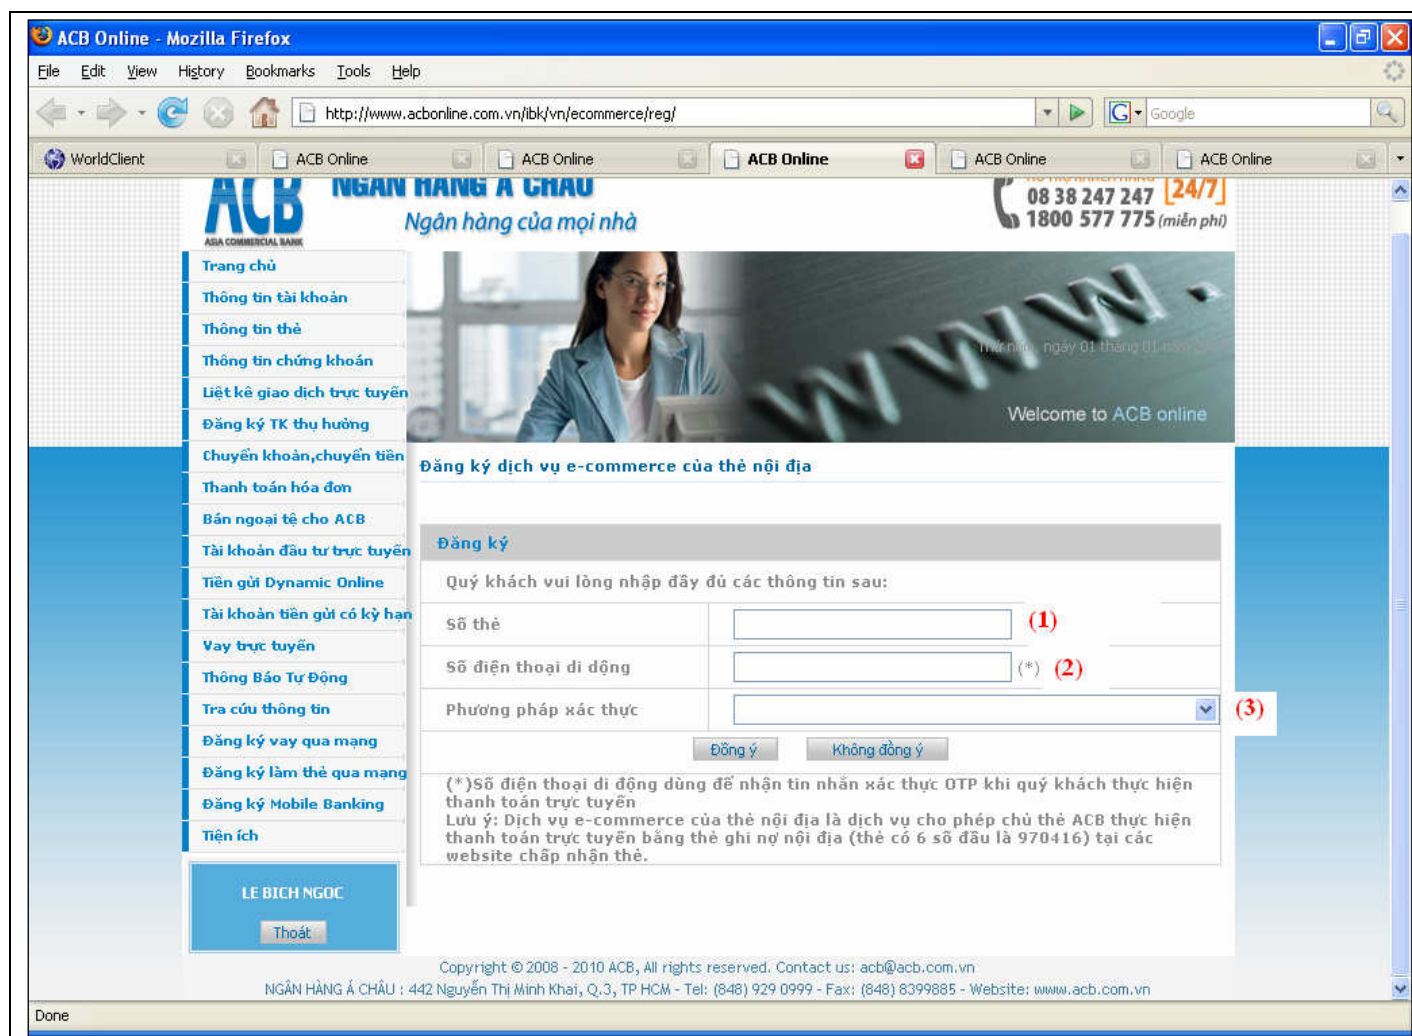 ACB Online - Mozilla Firefox
File Edit View History Bookmarks Tools Help
http://www.acbonline.com.vn/ibk/vn/ecommerce/reg/
Google
WorldClient
ACB Online
ACB Online
ACB Online
ACB Online
ACB Online
ACB
ASIA COMMERCIAL BANK
NGÂN HÀNG Á CHÂU
Ngân hàng của mọi nhà
08 38 247 247 [24/7]
1800 577 775 (miễn phí)
Trang chủ
Thông tin tài khoản
Thông tin thẻ
Thông tin chứng khoán
Liệt kê giao dịch trực tuyến
Đăng ký TK thụ hưởng
Chuyển khoản,chuyển tiền
Thanh toán hóa đơn
Bán ngoại tệ cho ACB
Tài khoản đầu tư trực tuyến
Tiền gửi Dynamic Online
Tài khoản tiền gửi có kỳ hạn
Vay trực tuyến
Thông Báo Tự Động
Tra cứu thông tin
Đăng ký vay qua mạng
Đăng ký làm thẻ qua mạng
Đăng ký Mobile Banking
Tiện ích
LE BICH NGOC
Thoát
www.
ngày 01 tháng 01
Welcome to ACB online
Đăng ký dịch vụ e-commerce của thẻ nội địa
Đăng ký
Quý khách vui lòng nhập đầy đủ các thông tin sau:
Số thẻ (1)
Số điện thoại di động (*) (2)
Phương pháp xác thực (3)
Đồng ý Không đồng ý
(*)Số điện thoại di động dùng để nhận tin nhắn xác thực OTP khi quý khách thực hiện
thanh toán trực tuyến
Lưu ý: Dịch vụ e-commerce của thẻ nội địa là dịch vụ cho phép chủ thẻ ACB thực hiện
thanh toán trực tuyến bằng thẻ ghi nợ nội địa (thẻ có 6 số đầu là 970416) tại các
website chấp nhận thẻ.
Copyright © 2008 - 2010 ACB, All rights reserved. Contact us: acb@acb.com.vn
NGÂN HÀNG Á CHÂU : 442 Nguyễn Thị Minh Khai, Q.3, TP HCM - Tel: (848) 929 0999 - Fax: (848) 8399885 - Website: www.acb.com.vn
Done